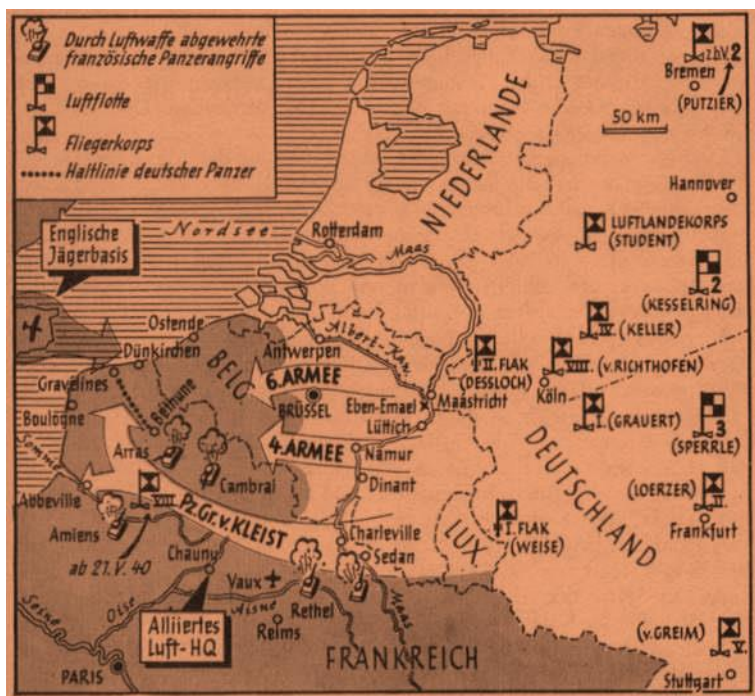 Durch Luftwaffe abgewehrte
französische Panzerangriffe
Luftflotte
Fliegerkorps
Haltlinie deutscher Panzer
z.b.V. 2
Bremen
(PUTZIER)
50 km
Hannover
NIEDERLANDE
Englische
Jägerbasis
Nordsee
Rotterdam
Maas
LUFTLANDEKORPS
(STUDENT)
2
(KESSELRING)
IV. (KELLER)
Ostende
Dünkirchen
Antwerpen
Albert-Kan.
II. FLAK
(DESSLOCH)
VIII. (v. RICHTHOFEN)
Köln
Gravelines
BELG
6. ARMEE
BRÜSSEL
Eben-Emael
Maastricht
Boulogne
Béthune
Lüttich
I. (GRAUERT)
3
(SPERRLE)
4. ARMEE
Namur
DEUTSCHLAND
Somme
Arras
Cambrai
Dinant
(LOERZER)
II.
Frankfurt
Abbeville
VIII
Pz.Gr.v. KLEIST
Amiens
Charleville
LUX.
I. FLAK
(WEISE)
ab 21. V. 40
Chauny
Sedan
Vaux
Oise
Aisne
Rethel
Maas
Seine
Reims
Alliiertes
Luft-HQ
(v. GREIM)
V.
FRANKREICH
PARIS
Stuttgart